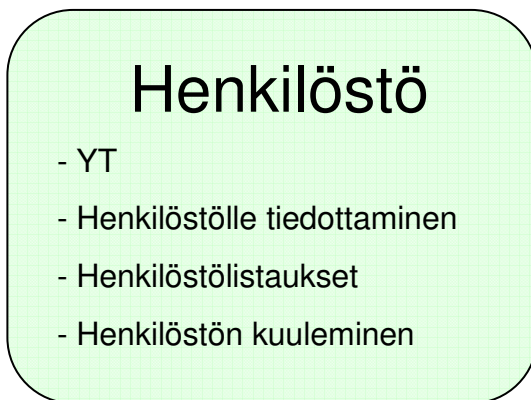 Henkilöstö
- YT
- Henkilöstölle tiedottaminen
- Henkilöstölistaukset
- Henkilöstön kuuleminen